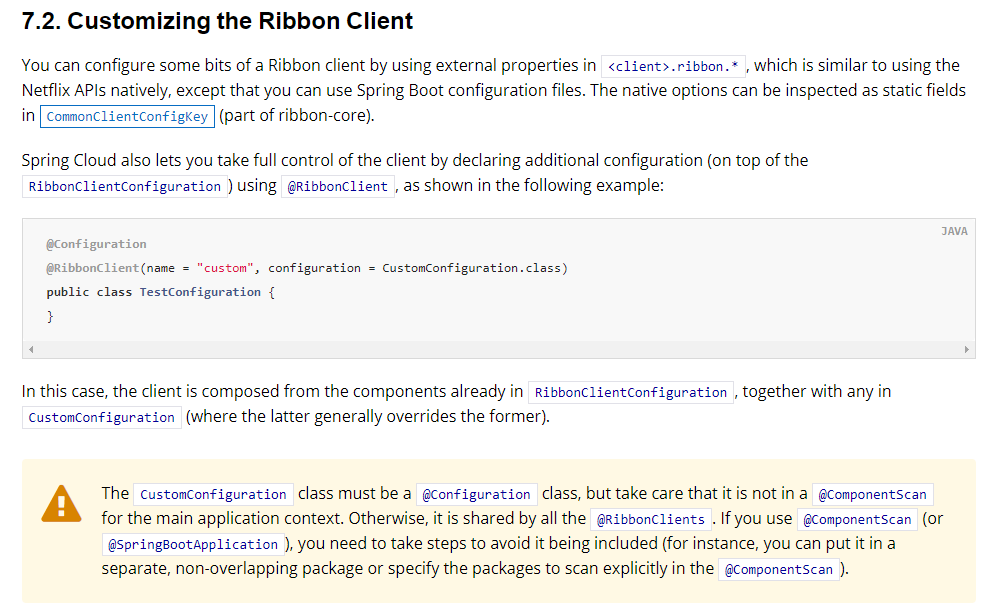 7.2. Customizing the Ribbon Client
You can configure some bits of a Ribbon client by using external properties in <client>.ribbon.* , which is similar to using the
Netflix APIs natively, except that you can use Spring Boot configuration files. The native options can be inspected as static fields
in CommonClientConfigKey (part of ribbon-core).
Spring Cloud also lets you take full control of the client by declaring additional configuration (on top of the
RibbonClientConfiguration ) using @RibbonClient , as shown in the following example:
JAVA
@Configuration
@RibbonClient(name = "custom", configuration = CustomConfiguration.class)
public class TestConfiguration {
}
In this case, the client is composed from the components already in RibbonClientConfiguration , together with any in
CustomConfiguration (where the latter generally overrides the former).
The CustomConfiguration class must be a @Configuration class, but take care that it is not in a @ComponentScan
for the main application context. Otherwise, it is shared by all the @RibbonClients . If you use @ComponentScan (or
@SpringBootApplication ), you need to take steps to avoid it being included (for instance, you can put it in a
separate, non-overlapping package or specify the packages to scan explicitly in the @ComponentScan ).